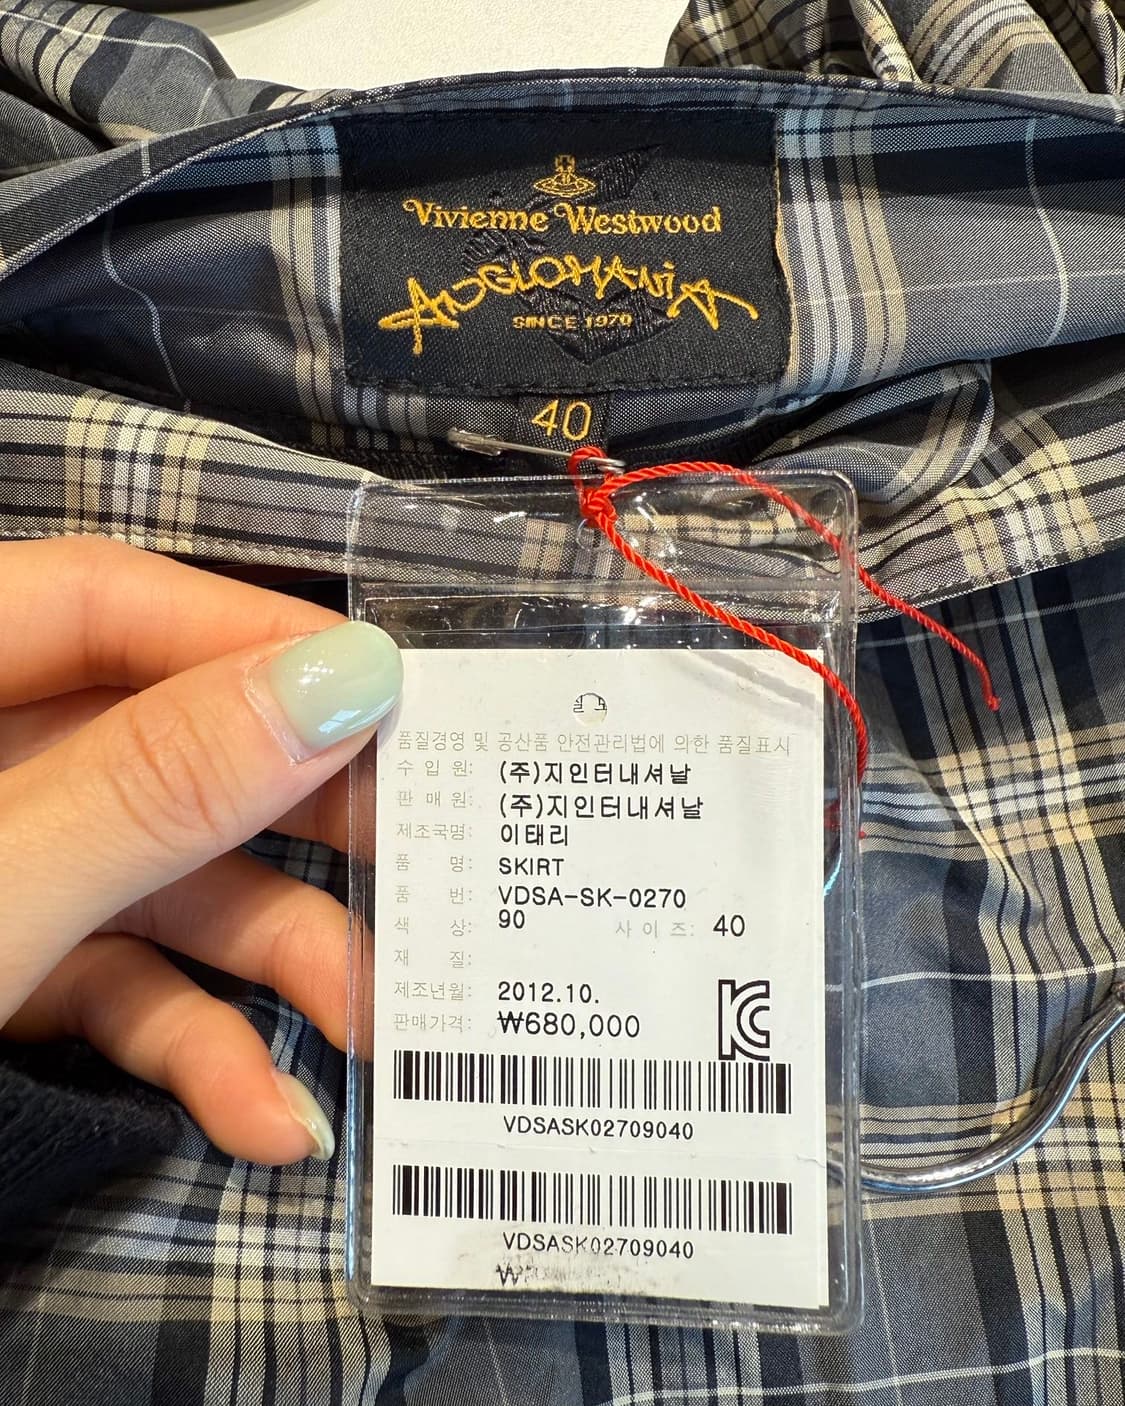 Vivienne Westwood
ANGLOMANiA
SINCE 1970
40
품질경영 및 공산품 안전관리법에 의한 품질표시
수 입 원: (주)지인터내셔날
판 매 원: (주)지인터내셔날
제조국명: 이태리
품 명: SKIRT
품 번: VDSA-SK-0270
색 상: 90 사 이 즈: 40
재 질:
제조년월: 2012.10.
판매가격: ₩680,000
VDSASK02709040
VDSASK02709040